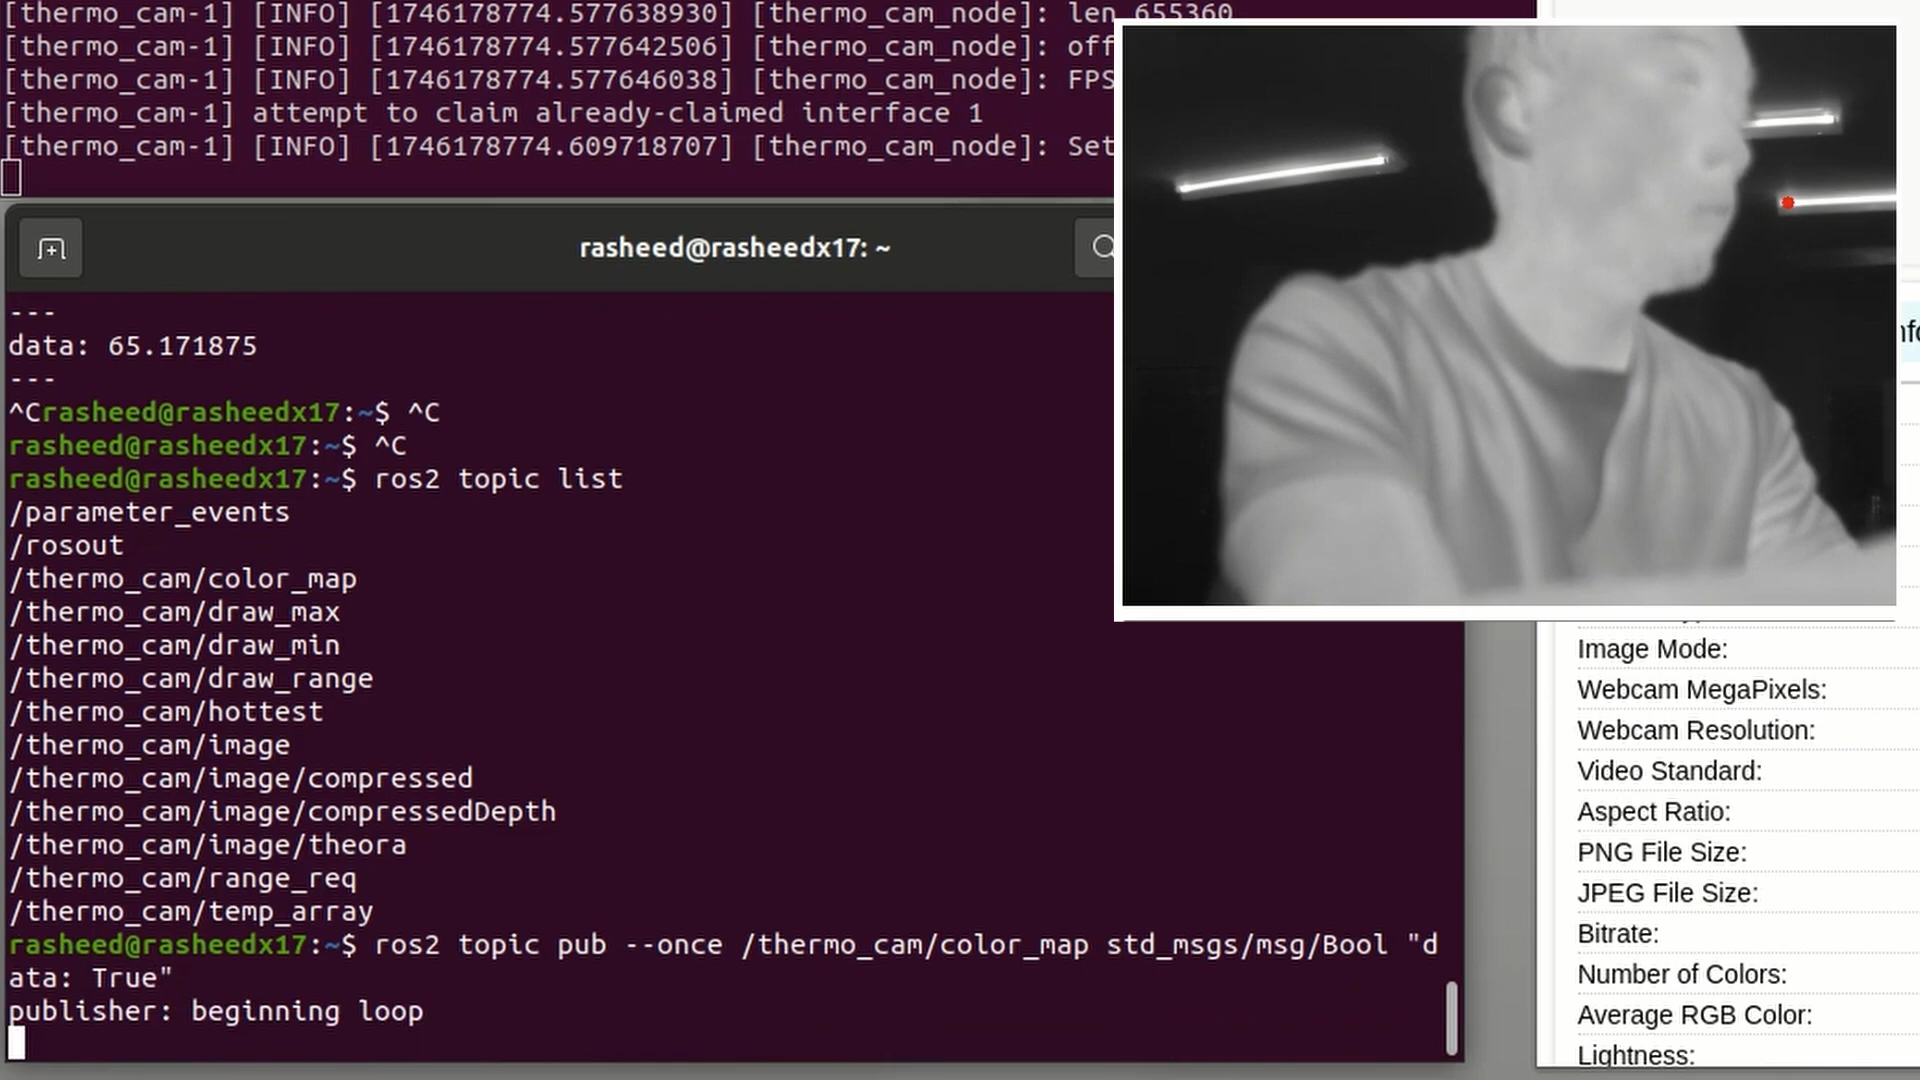 [thermo_cam-1] [INFO] [1746178774.577638930] [thermo_cam_node]: len 655360
[thermo_cam-1] [INFO] [1746178774.577642506] [thermo_cam_node]: off
[thermo_cam-1] [INFO] [1746178774.577646038] [thermo_cam_node]: FPS
[thermo_cam-1] attempt to claim already-claimed interface 1
[thermo_cam-1] [INFO] [1746178774.609718707] [thermo_cam_node]: Set
rasheed@rasheedx17: ~
---
data: 65.171875
---
^Crasheed@rasheedx17:~$ ^C
rasheed@rasheedx17:~$ ^C
rasheed@rasheedx17:~$ ros2 topic list
/parameter_events
/rosout
/thermo_cam/color_map
/thermo_cam/draw_max
/thermo_cam/draw_min
/thermo_cam/draw_range
/thermo_cam/hottest
/thermo_cam/image
/thermo_cam/image/compressed
/thermo_cam/image/compressedDepth
/thermo_cam/image/theora
/thermo_cam/range_req
/thermo_cam/temp_array
rasheed@rasheedx17:~$ ros2 topic pub --once /thermo_cam/color_map std_msgs/msg/Bool "d
ata: True"
publisher: beginning loop
Image Mode:
Webcam MegaPixels:
Webcam Resolution:
Video Standard:
Aspect Ratio:
PNG File Size:
JPEG File Size:
Bitrate:
Number of Colors:
Average RGB Color:
Lightness: